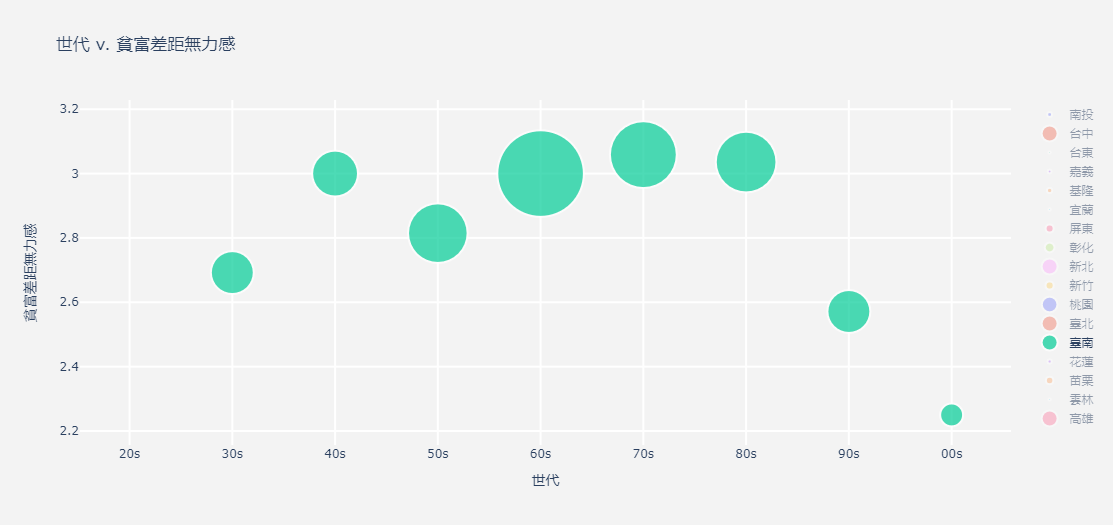 世代 v. 貧富差距無力感
3.2
3
2.8
2.6
2.4
2.2
貧富差距無力感
20s
30s
40s
50s
60s
70s
80s
90s
00s
世代
南投
台中
台東
嘉義
基隆
宜蘭
屏東
彰化
新北
新竹
桃園
臺北
臺南
花蓮
苗栗
雲林
高雄